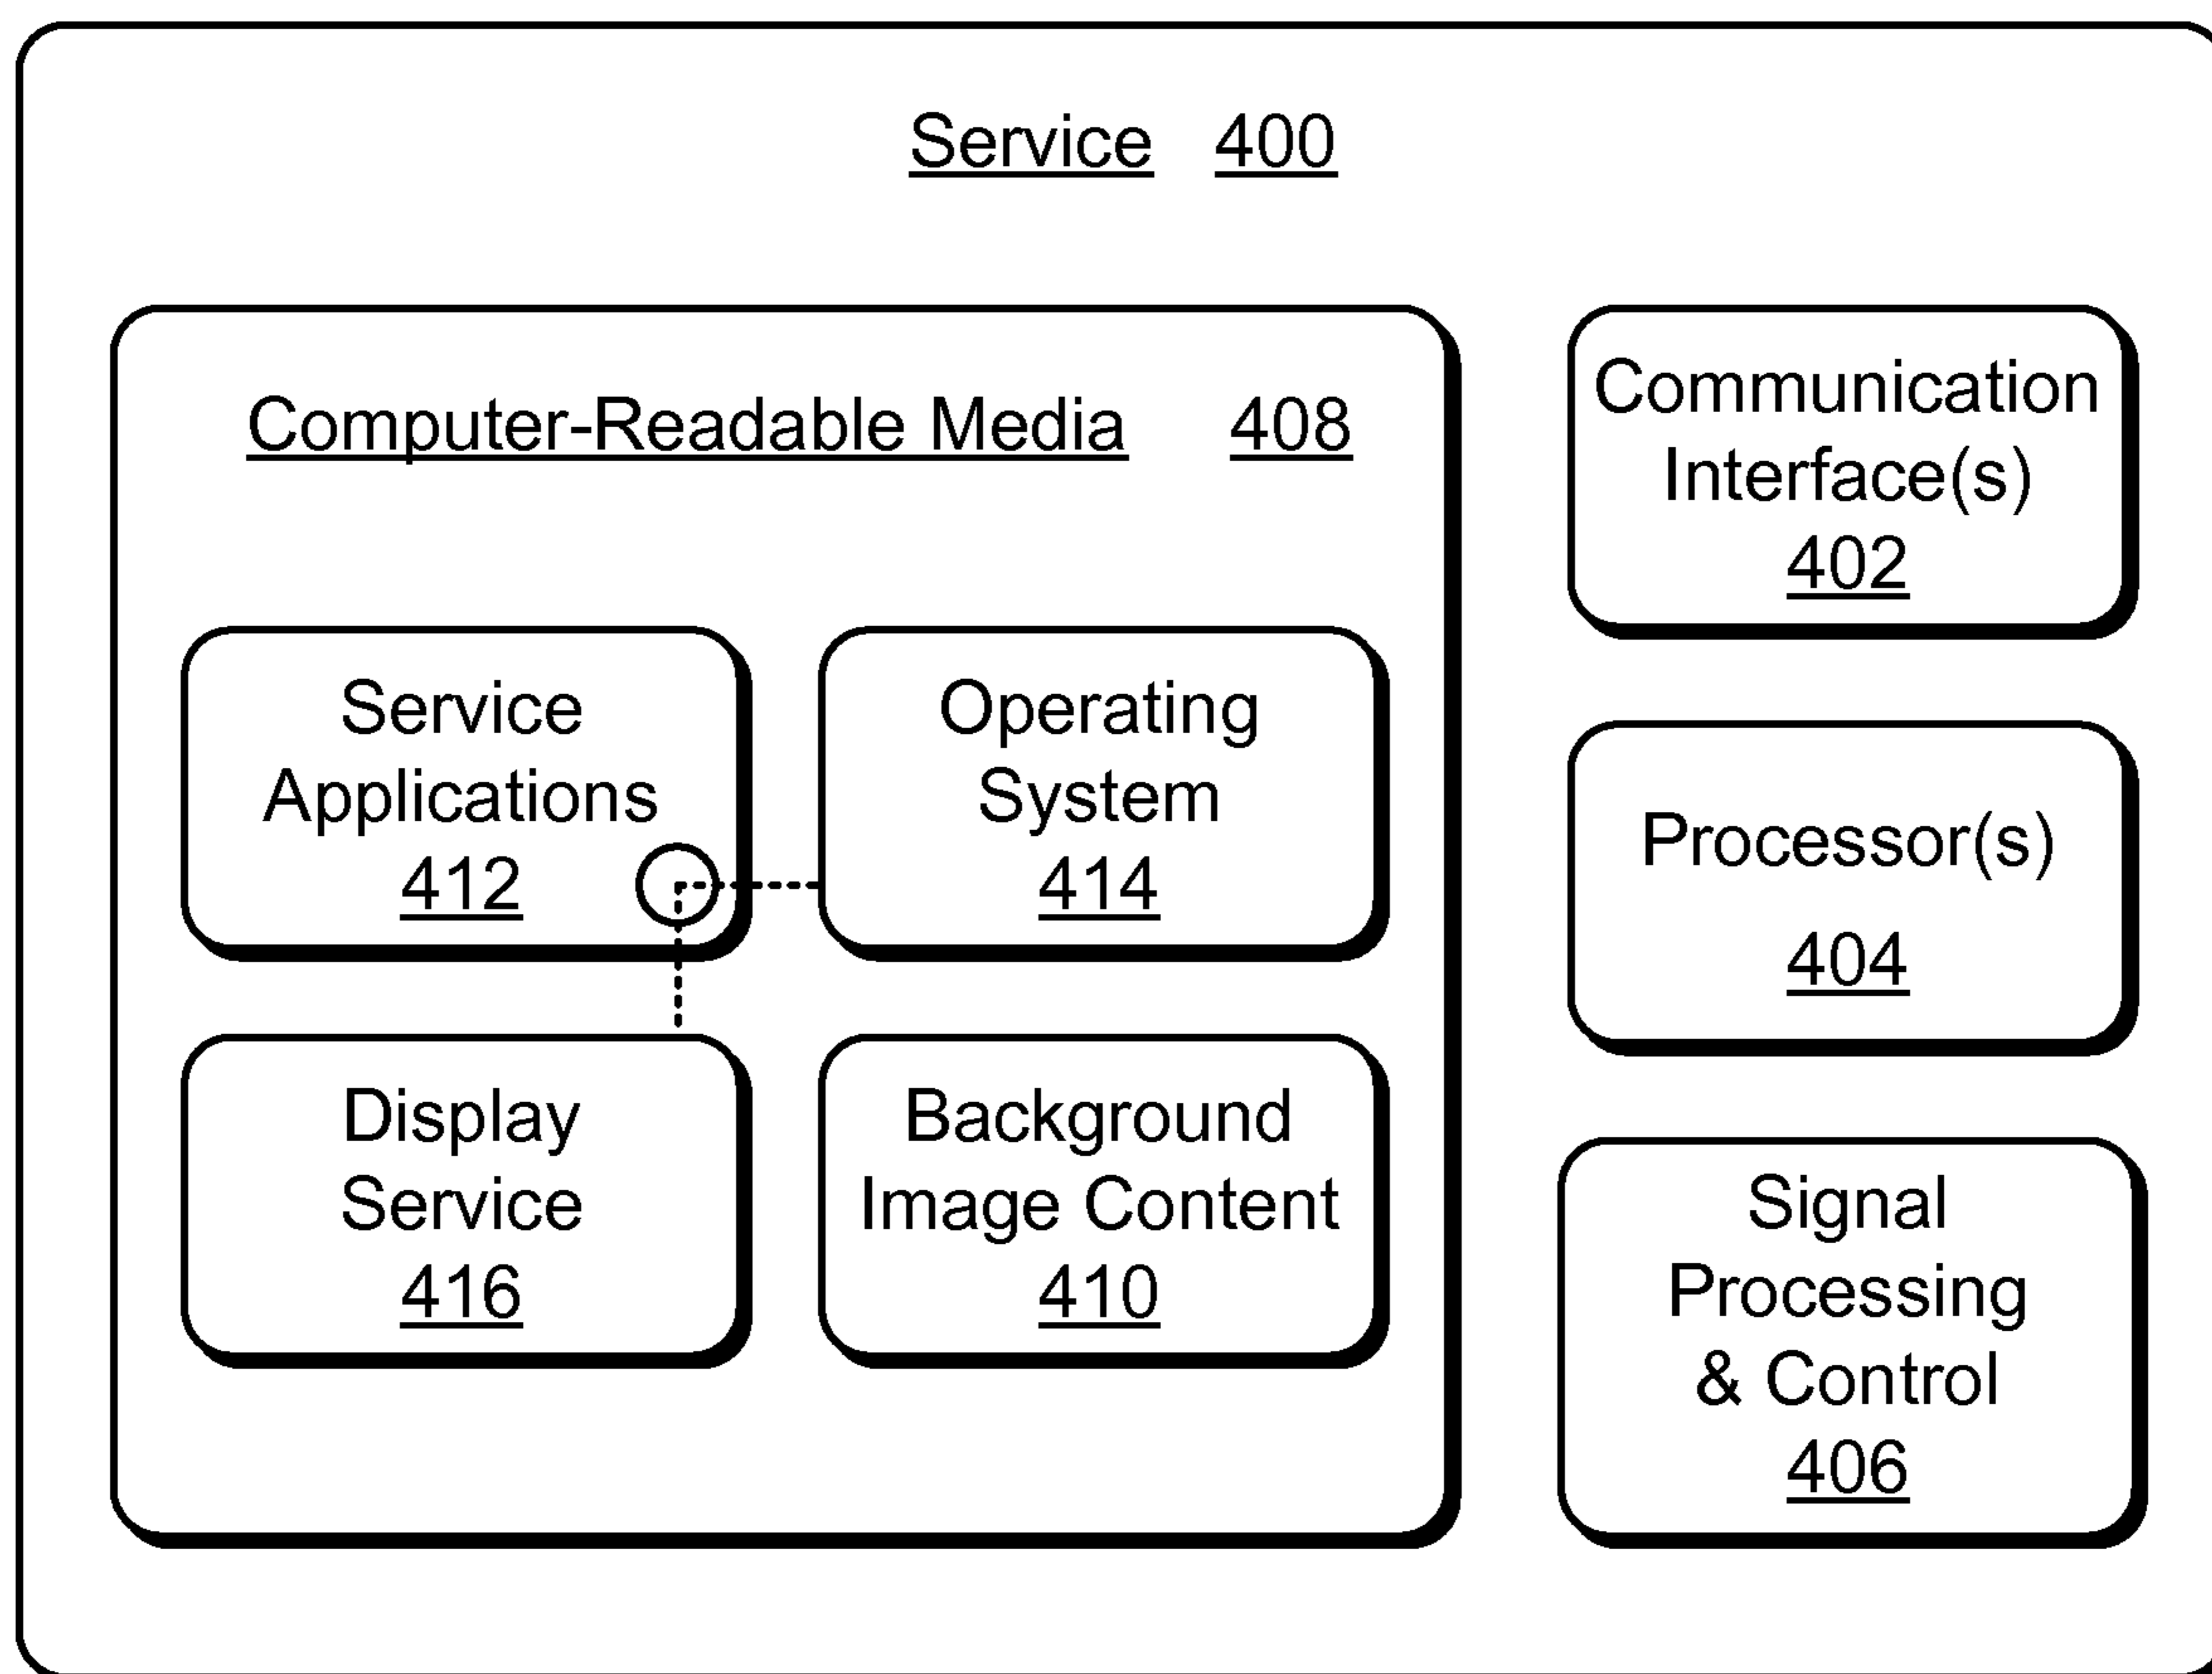 Service 400
Computer-Readable Media 408
Service
Applications
412
Operating
System
414
Display
Service
416
Background
Image Content
410
Communication
Interface(s)
402
Processor(s)
404
Signal
Processing
& Control
406